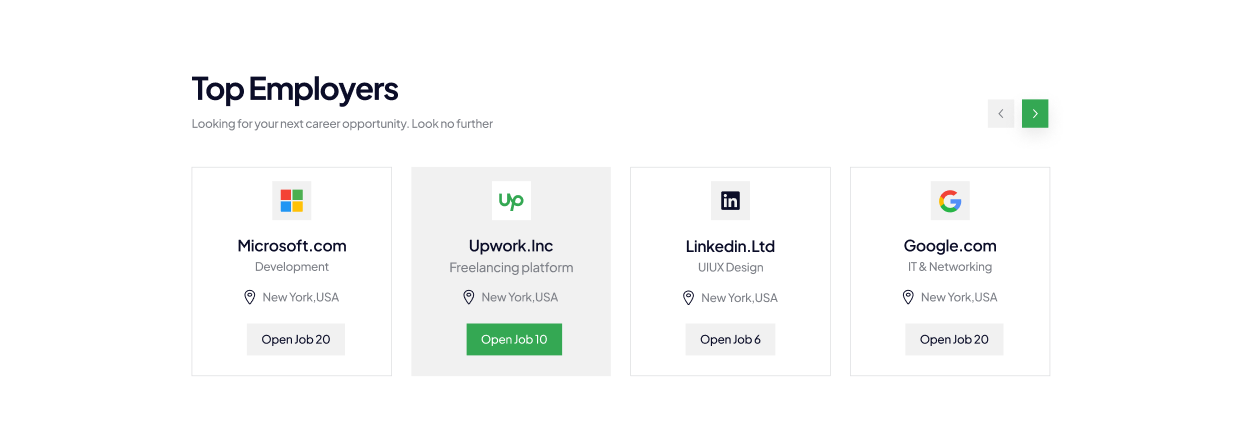 Top Employers
Looking for your next career opportunity. Look no further
Up
in
G
Microsoft.com
Upwork.Inc
Linkedin.Ltd
Google.com
Development
Freelancing platform
UIUX Design
IT & Networking
New York,USA
New York,USA
New York,USA
New York,USA
Open Job 20
Open Job 10
Open Job 6
Open Job 20